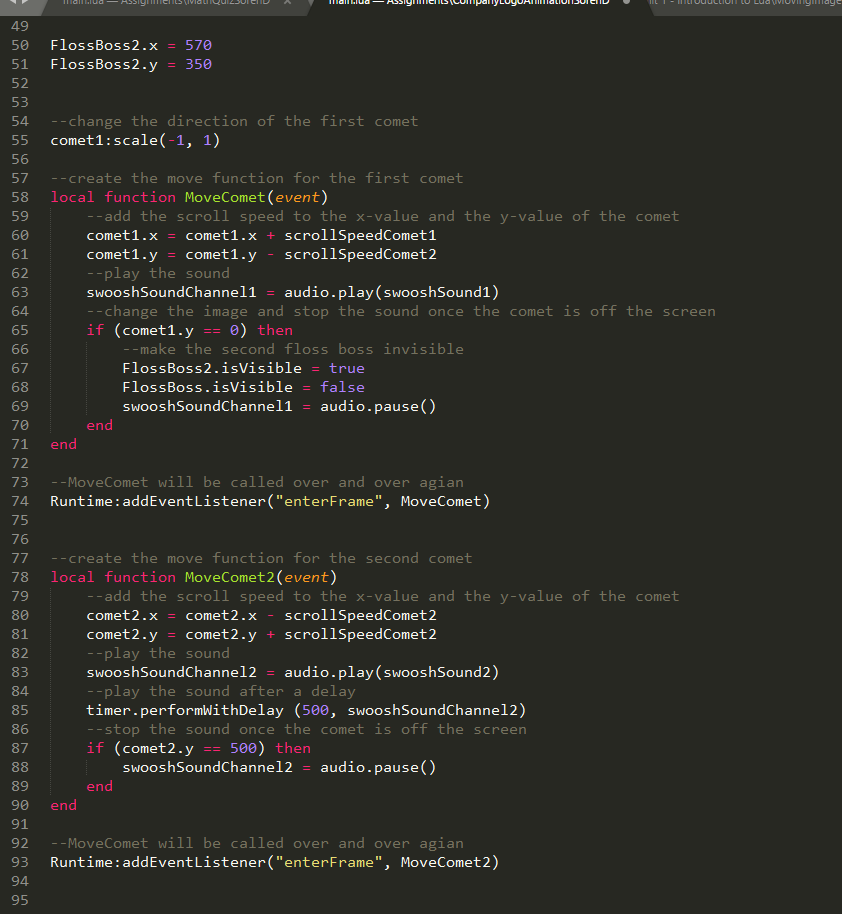 main.lua — Assignments\MathQuizSorenD
main.lua — Assignments\CompanyLogoAnimationSorenD
1 - Introduction to Lua\MovingImage
49
50 FlossBoss2.x = 570
51 FlossBoss2.y = 350
52
53
54 --change the direction of the first comet
55 comet1:scale(-1, 1)
56
57 --create the move function for the first comet
58 local function MoveComet(event)
59 --add the scroll speed to the x-value and the y-value of the comet
60 comet1.x = comet1.x + scrollSpeedComet1
61 comet1.y = comet1.y - scrollSpeedComet2
62 --play the sound
63 swooshSoundChannel1 = audio.play(swooshSound1)
64 --change the image and stop the sound once the comet is off the screen
65 if (comet1.y == 0) then
66 --make the second floss boss invisible
67 FlossBoss2.isVisible = true
68 FlossBoss.isVisible = false
69 swooshSoundChannel1 = audio.pause()
70 end
71 end
72
73 --MoveComet will be called over and over agian
74 Runtime:addEventListener("enterFrame", MoveComet)
75
76
77 --create the move function for the second comet
78 local function MoveComet2(event)
79 --add the scroll speed to the x-value and the y-value of the comet
80 comet2.x = comet2.x - scrollSpeedComet2
81 comet2.y = comet2.y + scrollSpeedComet2
82 --play the sound
83 swooshSoundChannel2 = audio.play(swooshSound2)
84 --play the sound after a delay
85 timer.performWithDelay (500, swooshSoundChannel2)
86 --stop the sound once the comet is off the screen
87 if (comet2.y == 500) then
88 swooshSoundChannel2 = audio.pause()
89 end
90 end
91
92 --MoveComet will be called over and over agian
93 Runtime:addEventListener("enterFrame", MoveComet2)
94
95